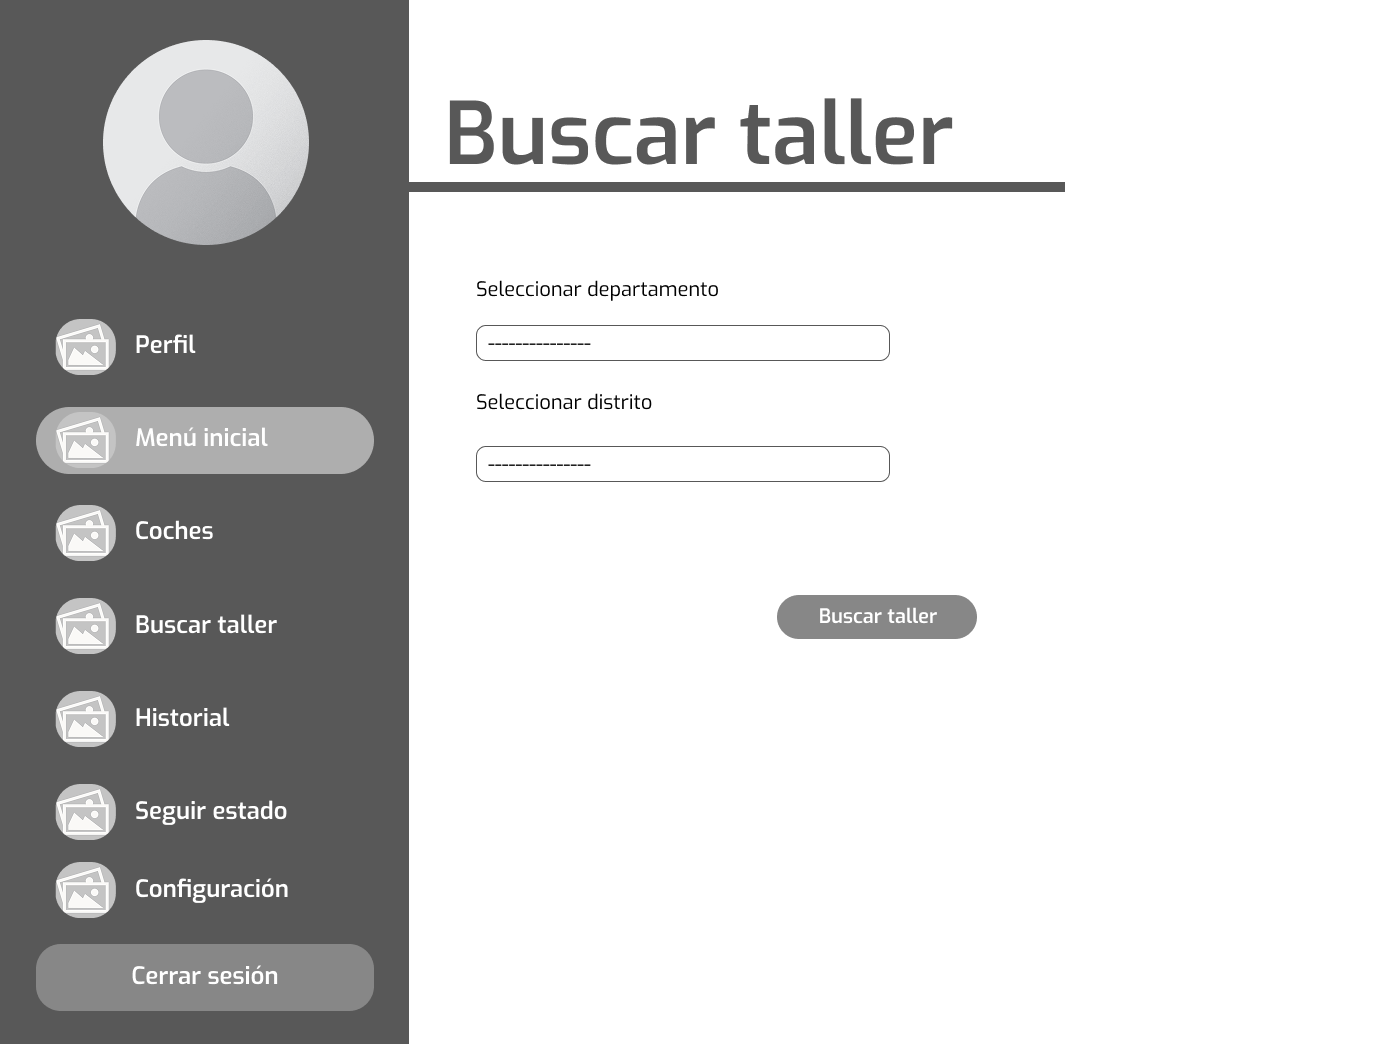 Buscar taller
Perfil
Menú inicial
Coches
Buscar taller
Historial
Seguir estado
Configuración
Cerrar sesión
Seleccionar departamento
---------------
Seleccionar distrito
---------------
Buscar taller